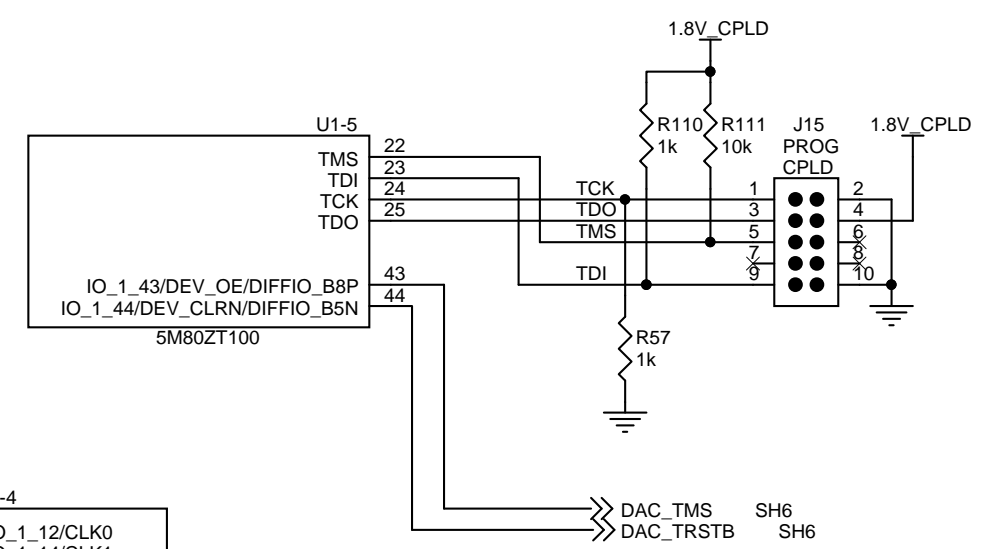 1.8V_CPLD
U1-5
R110 R111
1k 10k
J15
PROG
CPLD
1.8V_CPLD
TMS 22
TDI 23
TCK 24
TDO 25
TCK 1 2
TDO 3 4
TMS 5 6
7 8
TDI 9 10
IO_1_43/DEV_OE/DIFFIO_B8P 43
IO_1_44/DEV_CLRN/DIFFIO_B5N 44
5M80ZT100
R57
1k
DAC_TMS SH6
DAC_TRSTB SH6
-4
O_1_12/CLK0